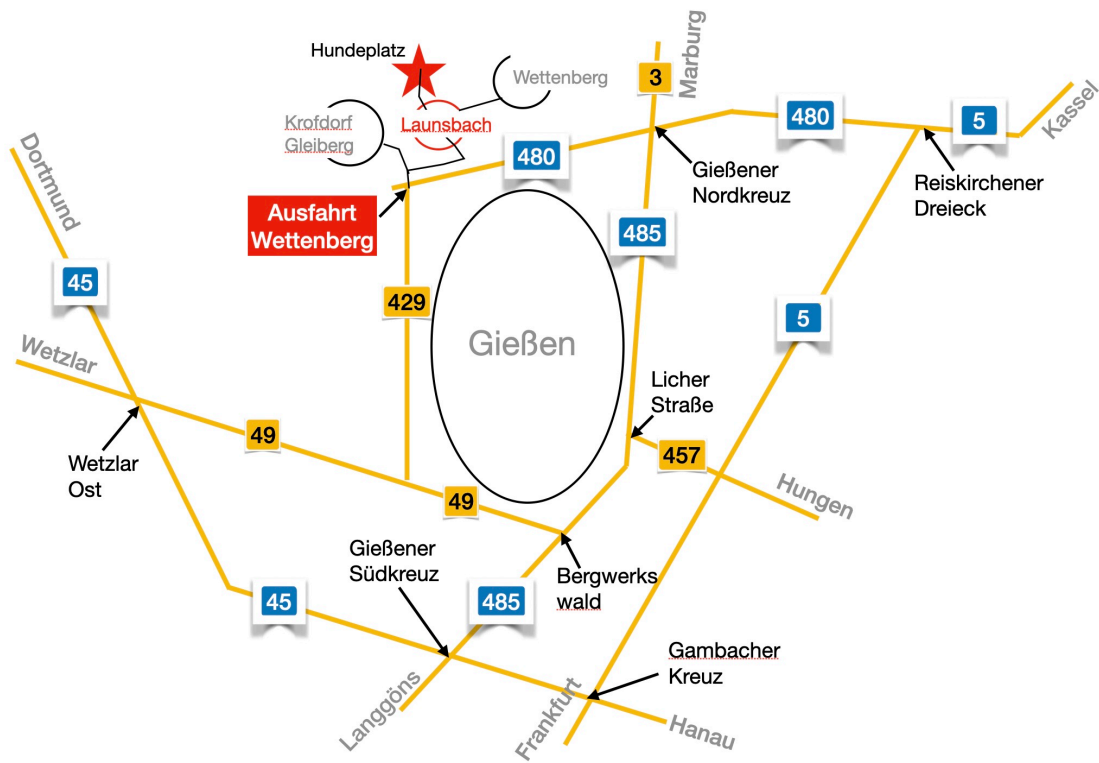 Marburg
Hundeplatz
3
Wettenberg
Kassel
480
5
Krofdorf
Gleiberg
Launsbach
Dortmund
480
Gießener
Nordkreuz
Reiskirchener
Dreieck
Ausfahrt
Wettenberg
485
45
429
5
Gießen
Wetzlar
Licher
Straße
49
457
Wetzlar
Ost
49
Hungen
Gießener
Südkreuz
Bergwerks
wald
45
485
Gambacher
Kreuz
Langgöns
Frankfurt
Hanau